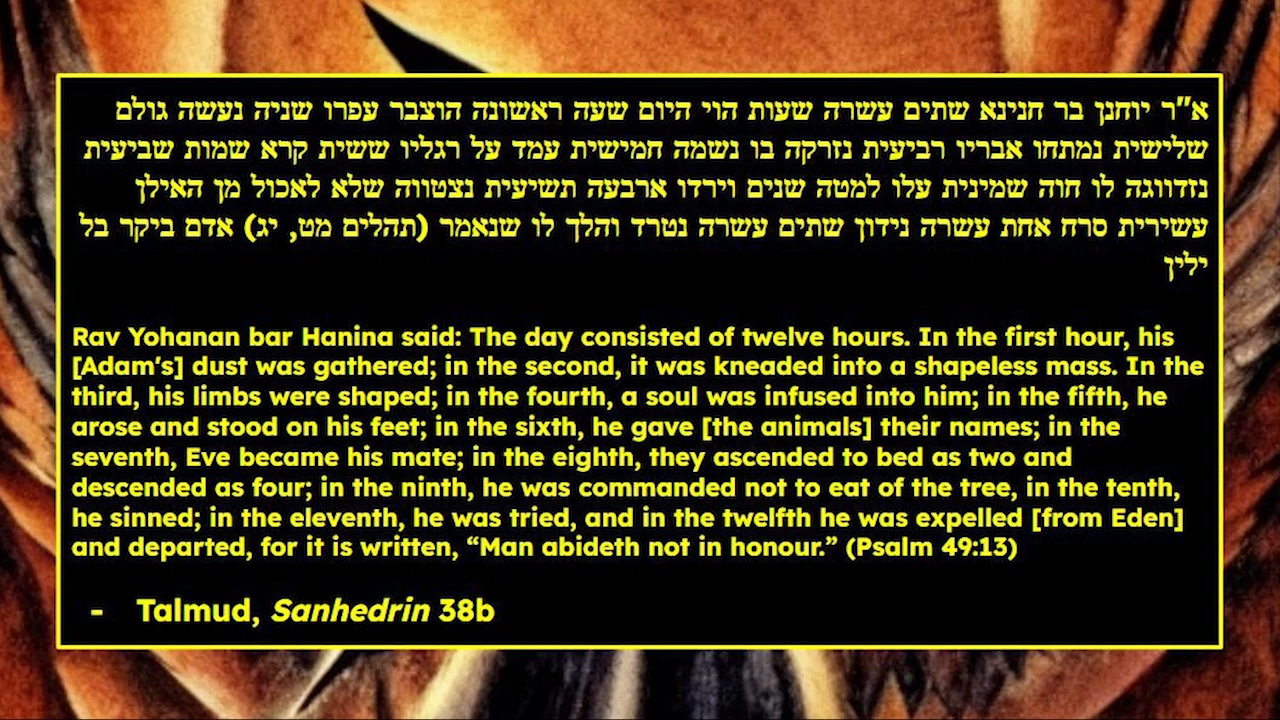 א"ר יוחנן בר חנינא שתים עשרה שעות הוי היום שעה ראשונה הוצבר עפרו שניה נעשה גולם
שלישית נמתחו אבריו רביעית נזרקה בו נשמה חמישית עמד על רגליו ששית קרא שמות שביעית
נזדווגה לו חוה שמינית עלו למטה שנים וירדו ארבעה תשיעית נצטווה שלא לאכול מן האילן
עשירית סרח אחת עשרה נידון שתים עשרה נטרד והלך לו שנאמר (תהלים מט, יג) אדם ביקר בל
ילין
Rav Yohanan bar Hanina said: The day consisted of twelve hours. In the first hour, his
[Adam's] dust was gathered; in the second, it was kneaded into a shapeless mass. In the
third, his limbs were shaped; in the fourth, a soul was infused into him; in the fifth, he
arose and stood on his feet; in the sixth, he gave [the animals] their names; in the
seventh, Eve became his mate; in the eighth, they ascended to bed as two and
descended as four; in the ninth, he was commanded not to eat of the tree, in the tenth,
he sinned; in the eleventh, he was tried, and in the twelfth he was expelled [from Eden]
and departed, for it is written, “Man abideth not in honour.” (Psalm 49:13)
- Talmud, Sanhedrin 38b